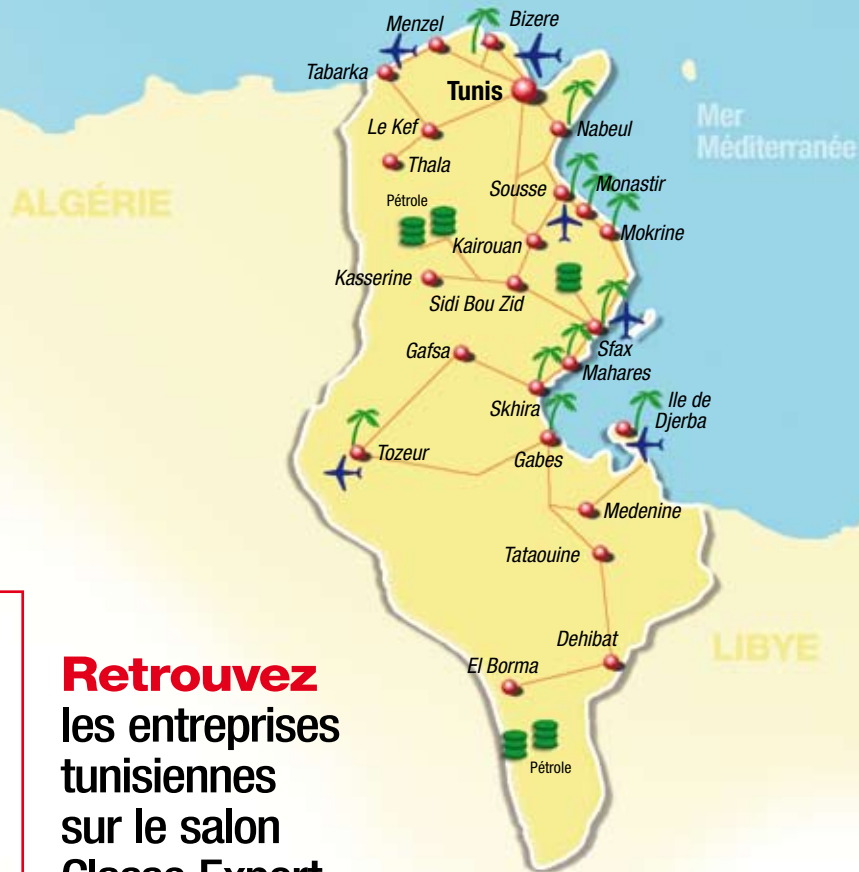 Menzel
Bizere
Tabarka
Tunis
Mer
Méditerranée
Le Kef
Nabeul
Thala
ALGÉRIE
Pétrole
Sousse
Monastir
Kairouan
Mokrine
Kasserine
Sidi Bou Zid
Gafsa
Sfax
Mahares
Skhira
Ile de
Djerba
Tozeur
Gabes
Medenine
Tataouine
Dehibat
LIBYE
El Borma
Pétrole
Retrouvez
les entreprises
tunisiennes
sur le salon
Classe Export